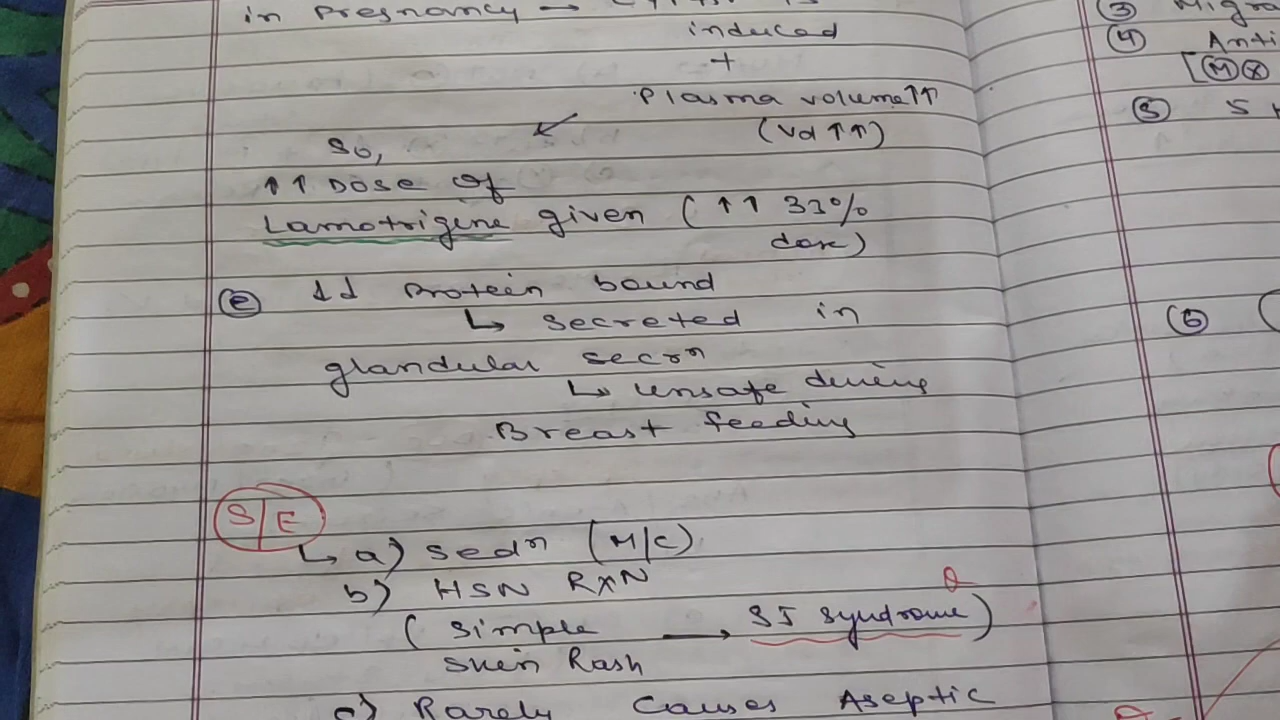 in Pregnancy →
induced
+
Plasma volume↑↑
(Vd ↑↑)
So,
↑↑ Dose of
Lamotrigine given (↑↑ 33%
dose)
(e) ↓d Protein bound
↳ Secreted in
glandular secrn
↳ Unsafe during
Breast feeding
S/E
↳ a) Sedn (M/C)
b) HSN RXN
(Simple → SJ Syndrome)
Skin Rash
c) Rarely Causes Aseptic
(3)
(4) Anti
(5)
(6)